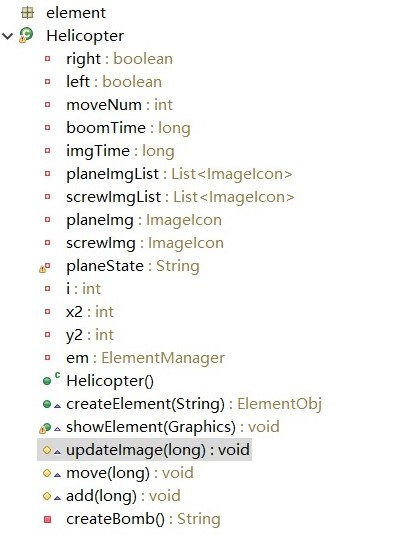 element
Helicopter
right : boolean
left : boolean
moveNum : int
boomTime : long
imgTime : long
planeImgList : List<ImageIcon>
screwImgList : List<ImageIcon>
planeImg : ImageIcon
screwImg : ImageIcon
planeState : String
i : int
x2 : int
y2 : int
em : ElementManager
Helicopter()
createElement(String) : ElementObj
showElement(Graphics) : void
updateImage(long) : void
move(long) : void
add(long) : void
createBomb() : String